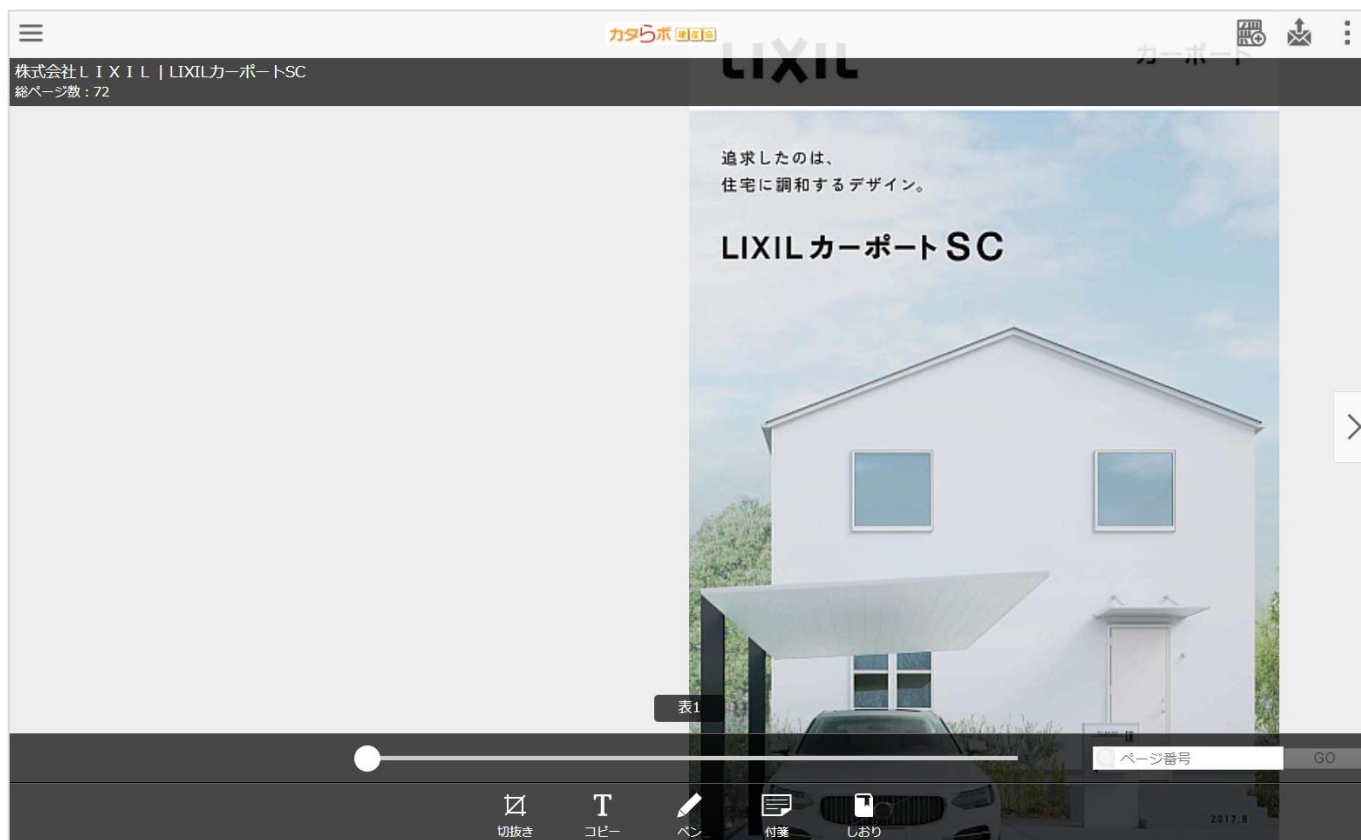 カタらボ 建産協
LIXIL
カーポート
株式会社ＬＩＸＩＬ | LIXILカーポートSC
総ページ数：72
追求したのは、
住宅に調和するデザイン。
LIXILカーポートSC
表1
ページ番号
GO
切抜き
コピー
ペン
付箋
しおり
2017.8